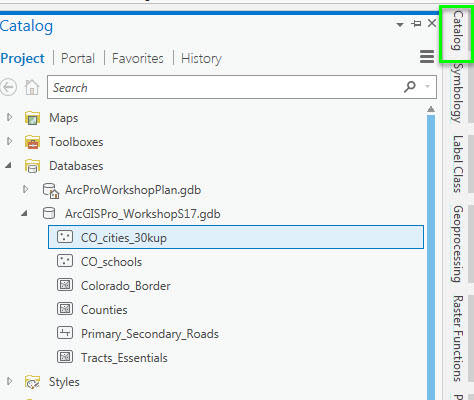 Catalog
Project Portal Favorites History
Search
Maps
Toolboxes
Databases
ArcProWorkshopPlan.gdb
ArcGISPro_WorkshopS17.gdb
CO_cities_30kup
CO_schools
Colorado_Border
Counties
Primary_Secondary_Roads
Tracts_Essentials
Styles
Catalog
Symbology
Label Class
Geoprocessing
Raster Functions